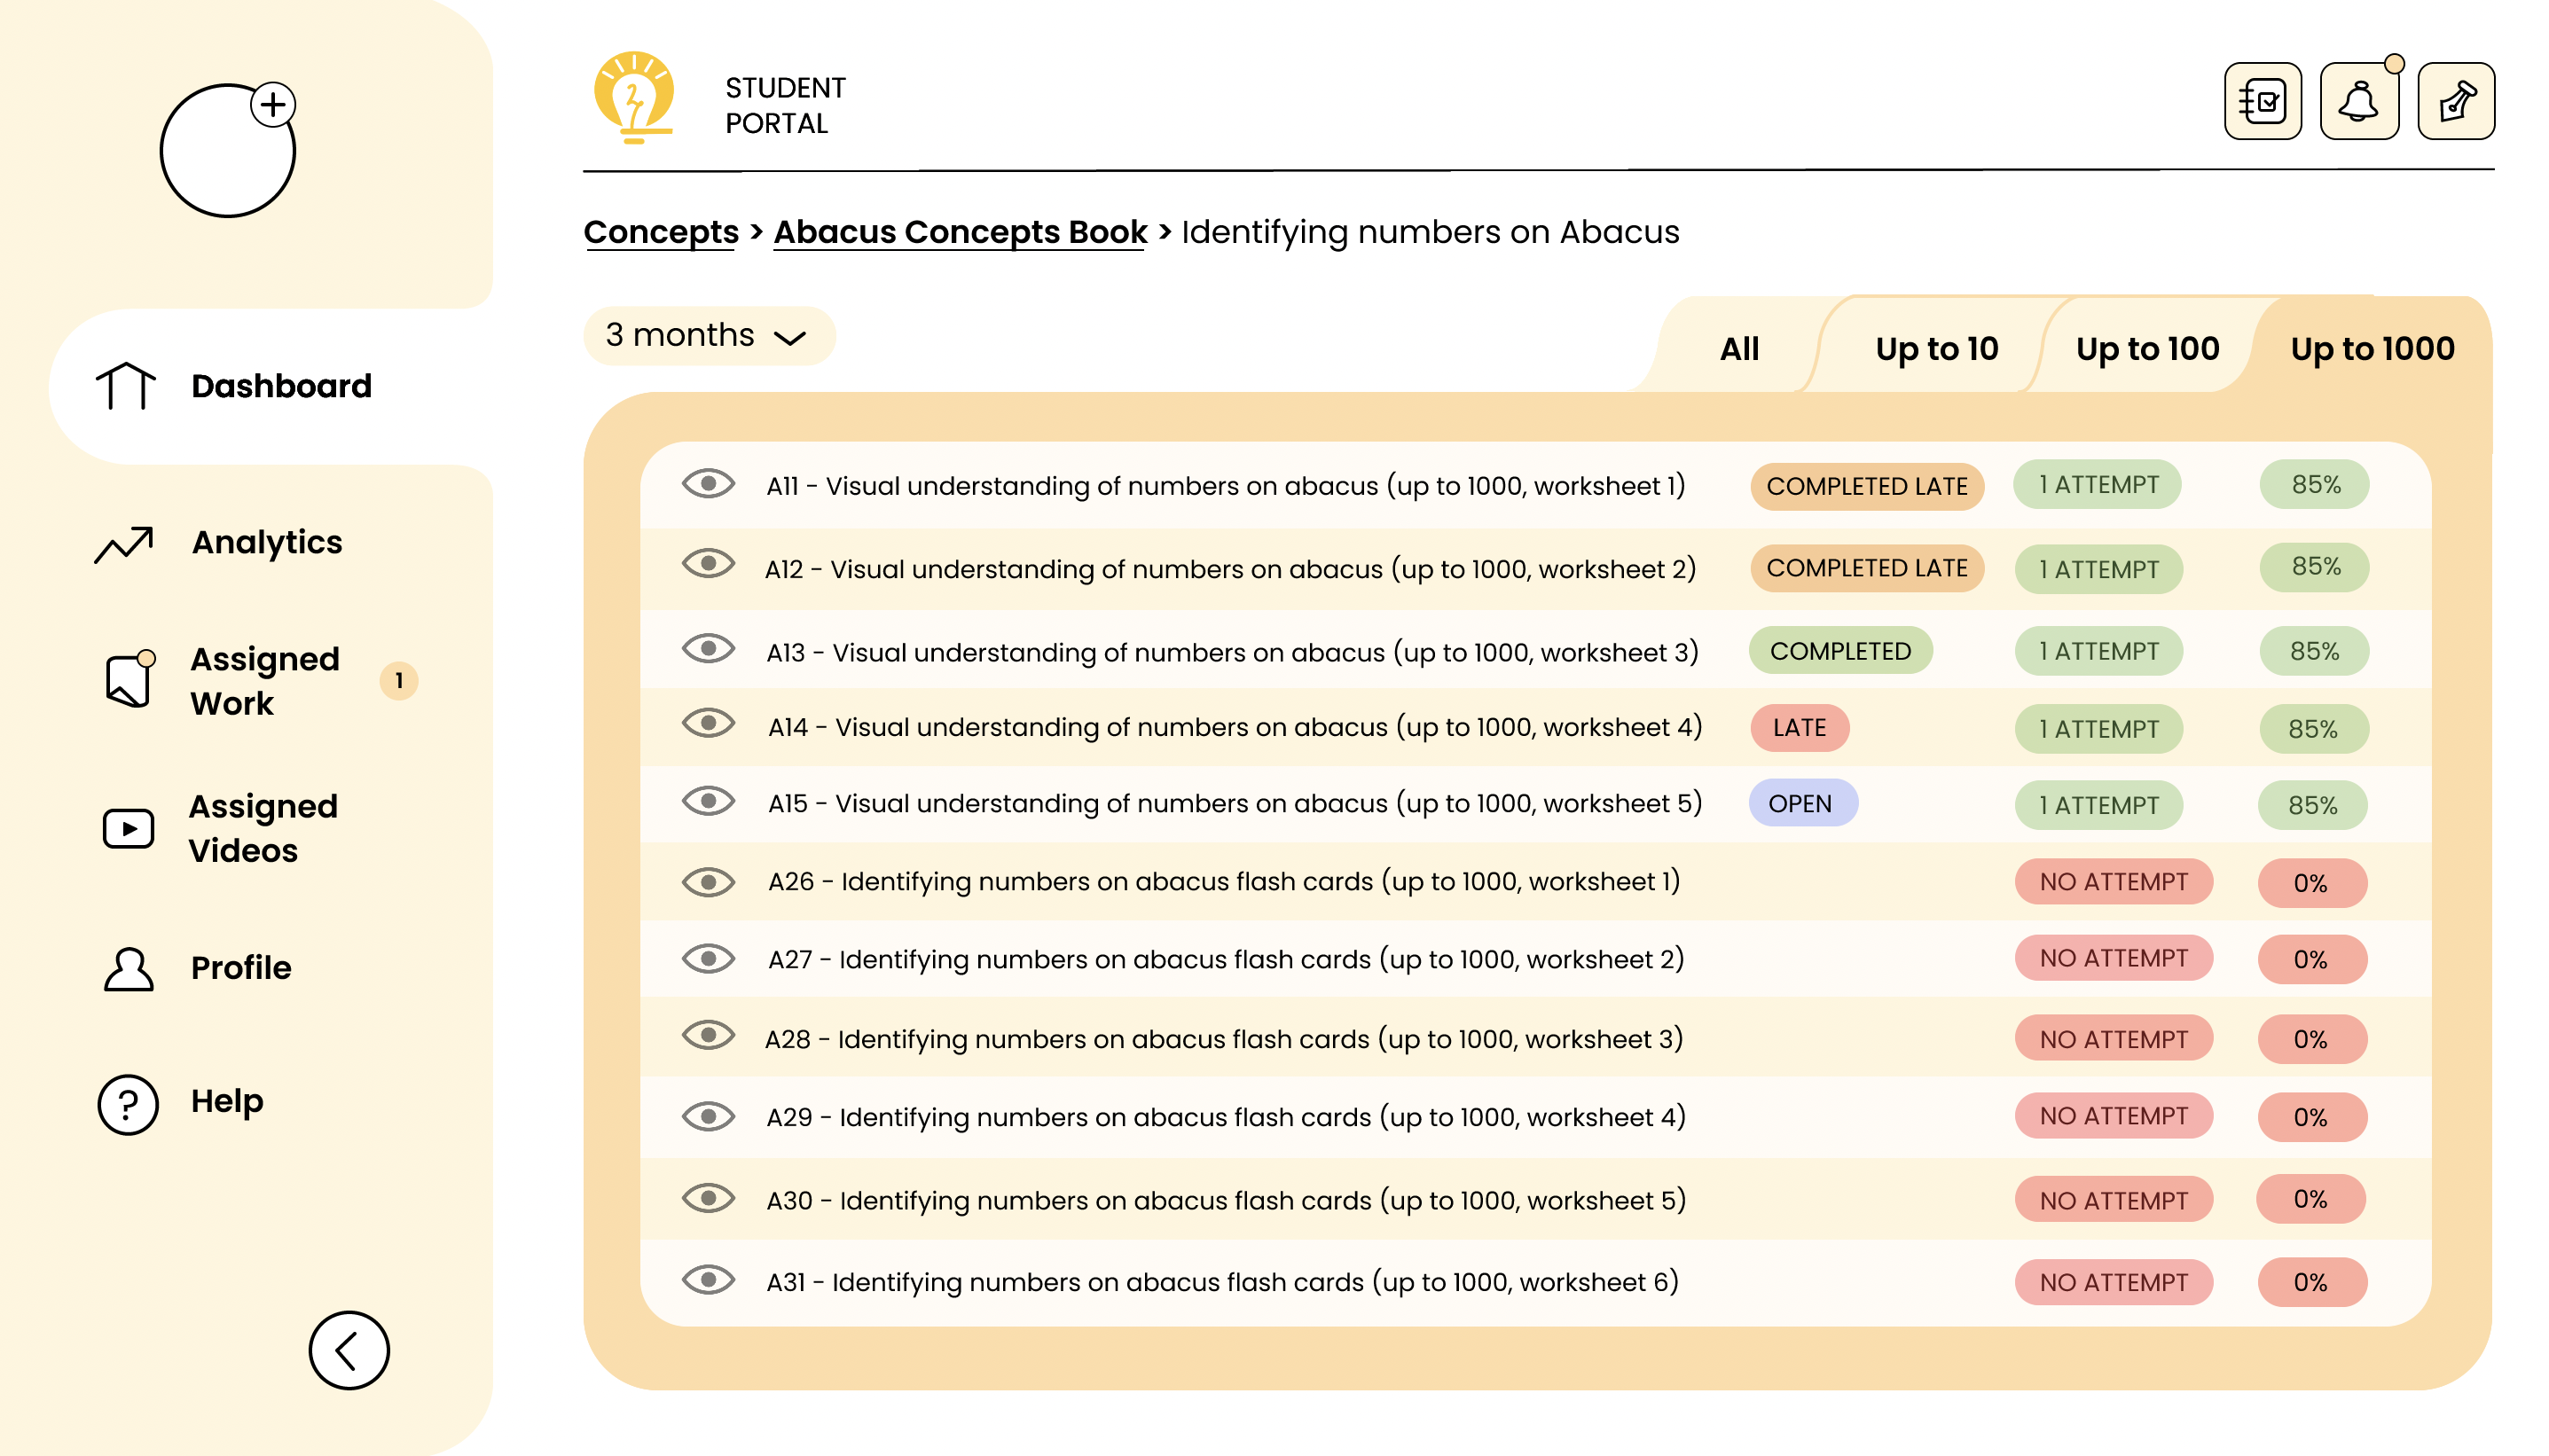 STUDENT
PORTAL
Concepts > Abacus Concepts Book > Identifying numbers on Abacus
3 months
All
Up to 10
Up to 100
Up to 1000
Dashboard
Analytics
Assigned
Work
1
Assigned
Videos
Profile
?
Help
A11 - Visual understanding of numbers on abacus (up to 1000, worksheet 1) COMPLETED LATE 1 ATTEMPT 85%
A12 - Visual understanding of numbers on abacus (up to 1000, worksheet 2) COMPLETED LATE 1 ATTEMPT 85%
A13 - Visual understanding of numbers on abacus (up to 1000, worksheet 3) COMPLETED 1 ATTEMPT 85%
A14 - Visual understanding of numbers on abacus (up to 1000, worksheet 4) LATE 1 ATTEMPT 85%
A15 - Visual understanding of numbers on abacus (up to 1000, worksheet 5) OPEN 1 ATTEMPT 85%
A26 - Identifying numbers on abacus flash cards (up to 1000, worksheet 1) NO ATTEMPT 0%
A27 - Identifying numbers on abacus flash cards (up to 1000, worksheet 2) NO ATTEMPT 0%
A28 - Identifying numbers on abacus flash cards (up to 1000, worksheet 3) NO ATTEMPT 0%
A29 - Identifying numbers on abacus flash cards (up to 1000, worksheet 4) NO ATTEMPT 0%
A30 - Identifying numbers on abacus flash cards (up to 1000, worksheet 5) NO ATTEMPT 0%
A31 - Identifying numbers on abacus flash cards (up to 1000, worksheet 6) NO ATTEMPT 0%